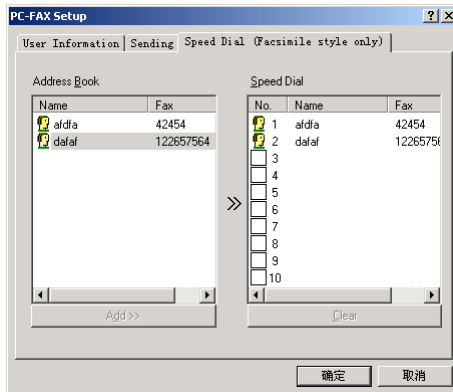 PC-FAX Setup
User Information Sending Speed Dial (Facsimile style only)
Address Book
Name Fax
afdfa 42454
dafaf 122657564
Add >>
Speed Dial
No. Name Fax
1 afdfa 42454
2 dafaf 12265756
3
4
5
6
7
8
9
10
Clear
确定 取消